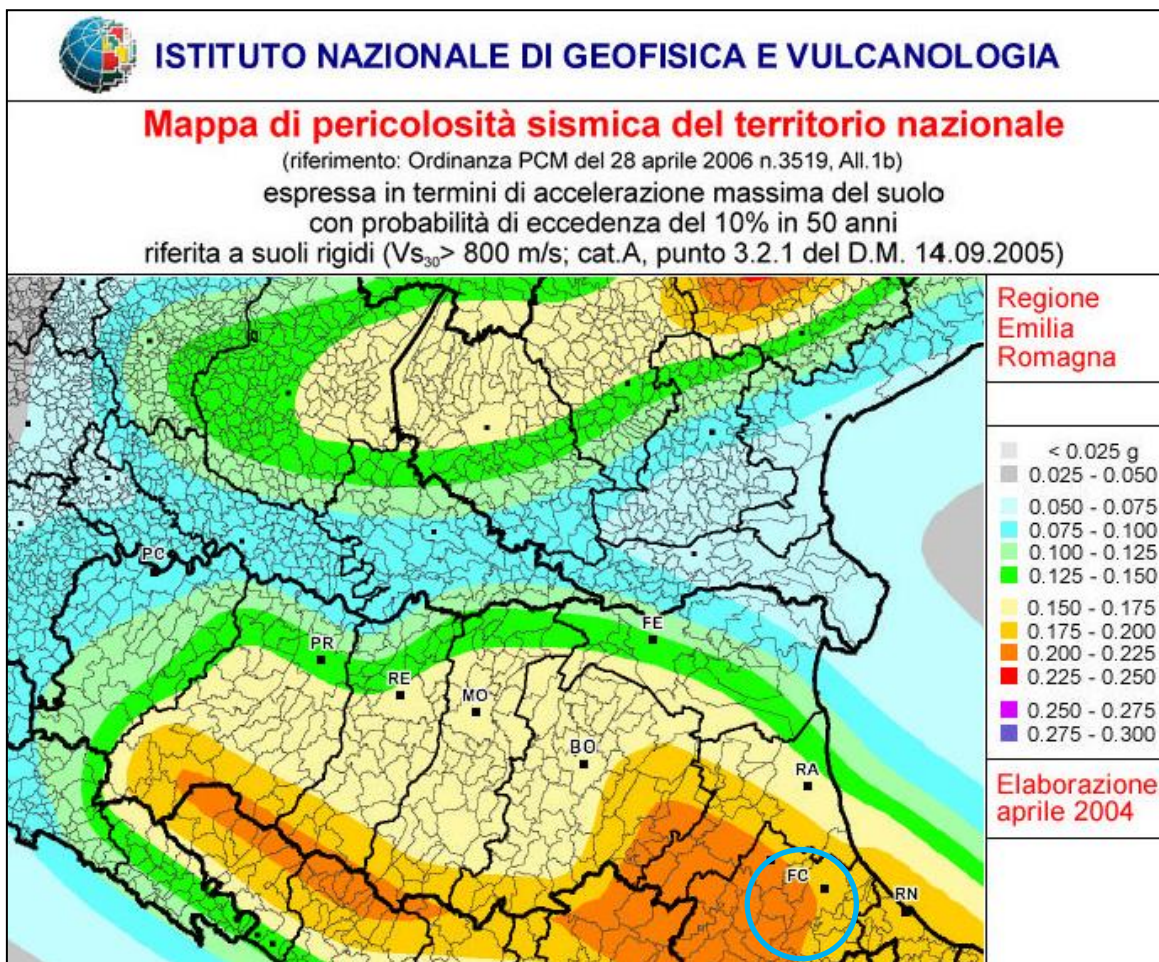 ISTITUTO NAZIONALE DI GEOFISICA E VULCANOLOGIA
Mappa di pericolosità sismica del territorio nazionale
(riferimento: Ordinanza PCM del 28 aprile 2006 n.3519, All.1b)
espressa in termini di accelerazione massima del suolo
con probabilità di eccedenza del 10% in 50 anni
riferita a suoli rigidi (Vs30> 800 m/s; cat.A, punto 3.2.1 del D.M. 14.09.2005)
Regione
Emilia
Romagna
< 0.025 g
0.025 - 0.050
0.050 - 0.075
0.075 - 0.100
0.100 - 0.125
0.125 - 0.150
0.150 - 0.175
0.175 - 0.200
0.200 - 0.225
0.225 - 0.250
0.250 - 0.275
0.275 - 0.300
Elaborazione
aprile 2004
PC
PR
RE
MO
FE
BO
RA
FC
RN